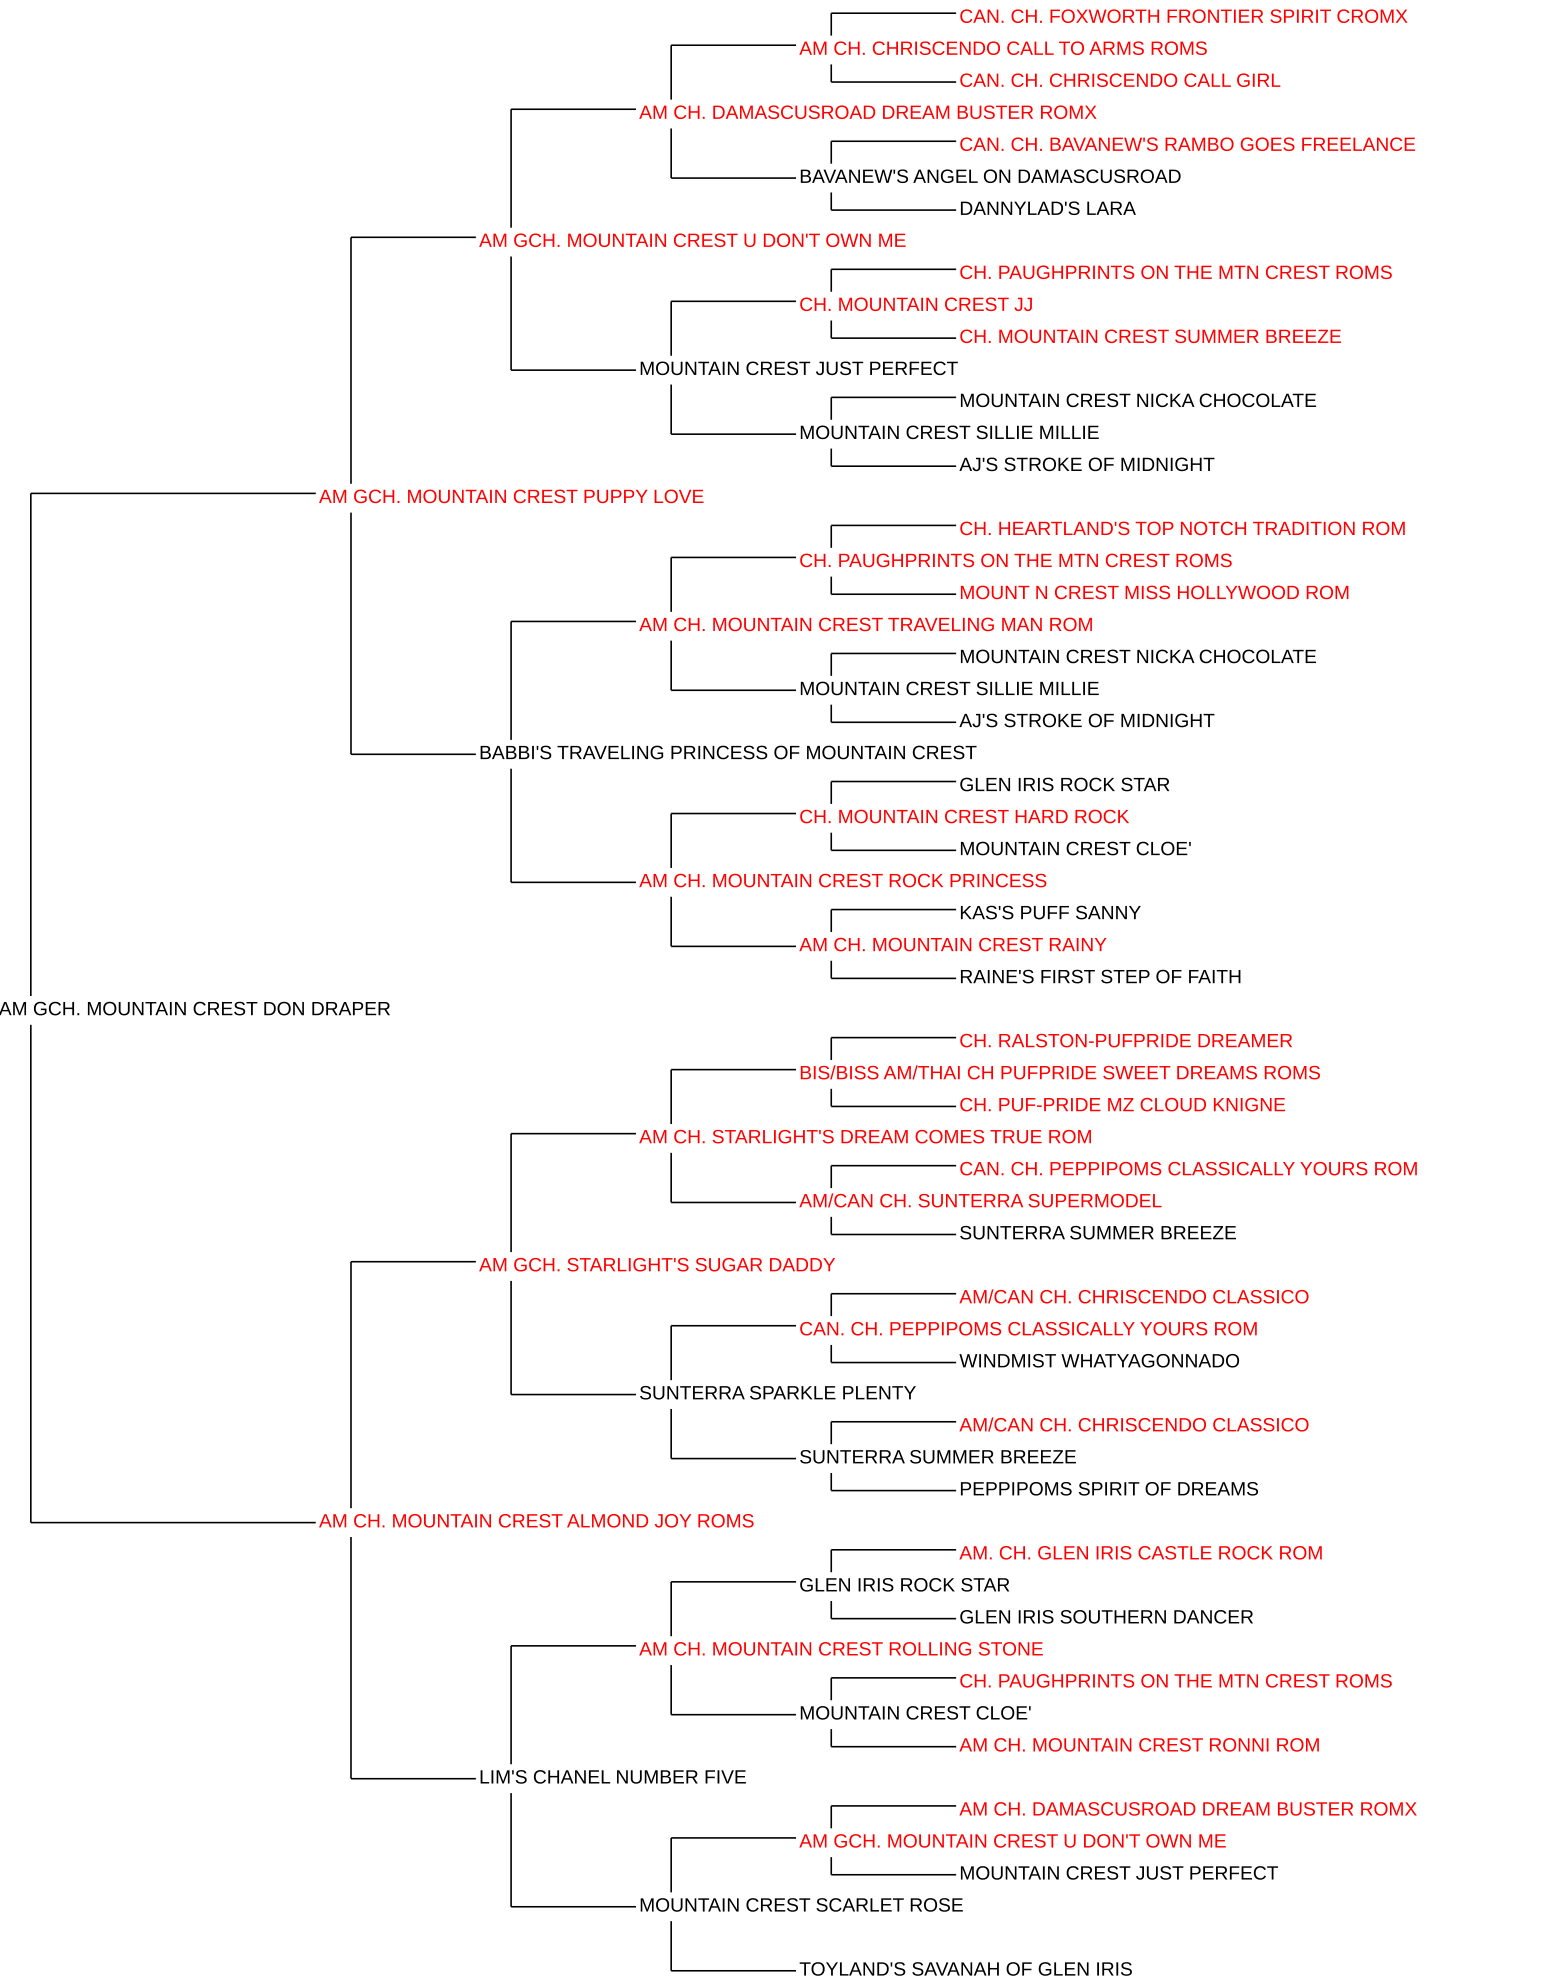 CAN. CH. FOXWORTH FRONTIER SPIRIT CROMX
AM CH. CHRISCENDO CALL TO ARMS ROMS
CAN. CH. CHRISCENDO CALL GIRL
AM CH. DAMASCUSROAD DREAM BUSTER ROMX
CAN. CH. BAVANEW'S RAMBO GOES FREELANCE
BAVANEW'S ANGEL ON DAMASCUSROAD
DANNYLAD'S LARA
AM GCH. MOUNTAIN CREST U DON'T OWN ME
CH. PAUGHPRINTS ON THE MTN CREST ROMS
CH. MOUNTAIN CREST JJ
CH. MOUNTAIN CREST SUMMER BREEZE
MOUNTAIN CREST JUST PERFECT
MOUNTAIN CREST NICKA CHOCOLATE
MOUNTAIN CREST SILLIE MILLIE
AJ'S STROKE OF MIDNIGHT
AM GCH. MOUNTAIN CREST PUPPY LOVE
CH. HEARTLAND'S TOP NOTCH TRADITION ROM
CH. PAUGHPRINTS ON THE MTN CREST ROMS
MOUNT N CREST MISS HOLLYWOOD ROM
AM CH. MOUNTAIN CREST TRAVELING MAN ROM
MOUNTAIN CREST NICKA CHOCOLATE
MOUNTAIN CREST SILLIE MILLIE
AJ'S STROKE OF MIDNIGHT
BABBI'S TRAVELING PRINCESS OF MOUNTAIN CREST
GLEN IRIS ROCK STAR
CH. MOUNTAIN CREST HARD ROCK
MOUNTAIN CREST CLOE'
AM CH. MOUNTAIN CREST ROCK PRINCESS
KAS'S PUFF SANNY
AM CH. MOUNTAIN CREST RAINY
RAINE'S FIRST STEP OF FAITH
AM GCH. MOUNTAIN CREST DON DRAPER
CH. RALSTON-PUFPRIDE DREAMER
BIS/BISS AM/THAI CH PUFPRIDE SWEET DREAMS ROMS
CH. PUF-PRIDE MZ CLOUD KNIGNE
AM CH. STARLIGHT'S DREAM COMES TRUE ROM
CAN. CH. PEPPIPOMS CLASSICALLY YOURS ROM
AM/CAN CH. SUNTERRA SUPERMODEL
SUNTERRA SUMMER BREEZE
AM GCH. STARLIGHT'S SUGAR DADDY
AM/CAN CH. CHRISCENDO CLASSICO
CAN. CH. PEPPIPOMS CLASSICALLY YOURS ROM
WINDMIST WHATYAGONNADO
SUNTERRA SPARKLE PLENTY
AM/CAN CH. CHRISCENDO CLASSICO
SUNTERRA SUMMER BREEZE
PEPPIPOMS SPIRIT OF DREAMS
AM CH. MOUNTAIN CREST ALMOND JOY ROMS
AM. CH. GLEN IRIS CASTLE ROCK ROM
GLEN IRIS ROCK STAR
GLEN IRIS SOUTHERN DANCER
AM CH. MOUNTAIN CREST ROLLING STONE
CH. PAUGHPRINTS ON THE MTN CREST ROMS
MOUNTAIN CREST CLOE'
AM CH. MOUNTAIN CREST RONNI ROM
LIM'S CHANEL NUMBER FIVE
AM CH. DAMASCUSROAD DREAM BUSTER ROMX
AM GCH. MOUNTAIN CREST U DON'T OWN ME
MOUNTAIN CREST JUST PERFECT
MOUNTAIN CREST SCARLET ROSE
TOYLAND'S SAVANAH OF GLEN IRIS